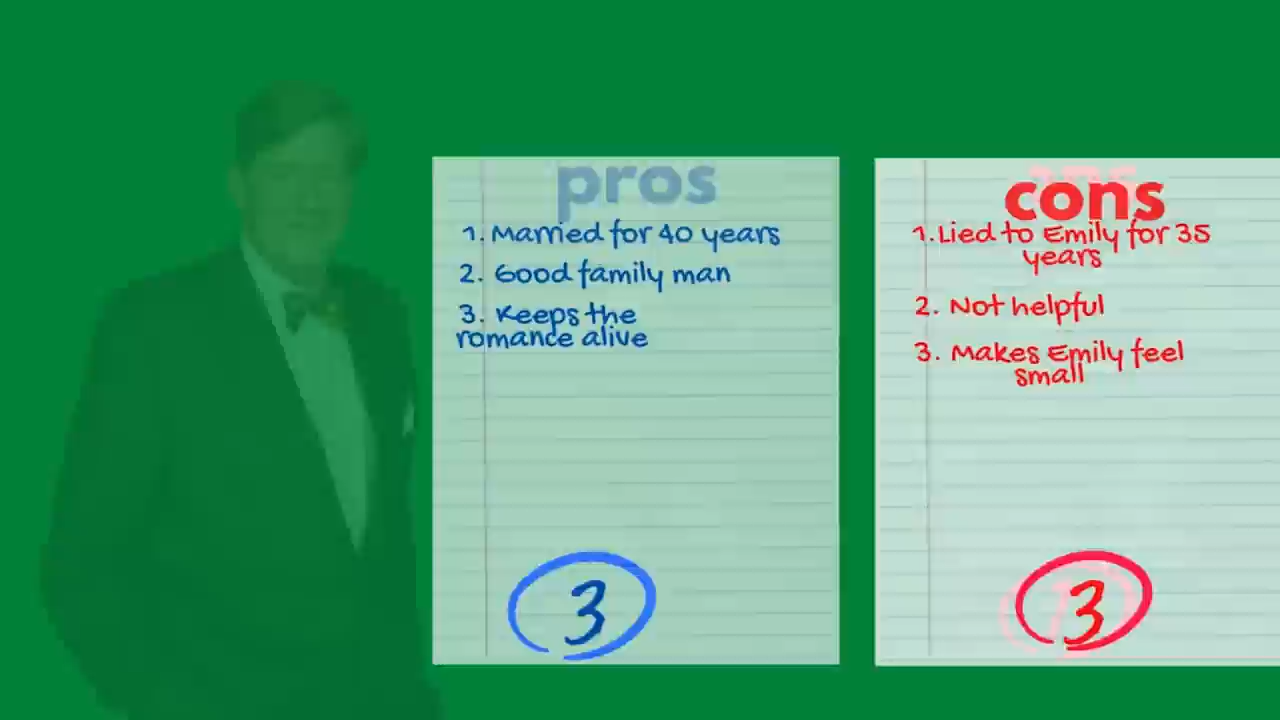 pros
1. Married for 40 years
2. Good family man
3. Keeps the
romance alive
3
cons
1. Lied to Emily for 35
years
2. Not helpful
3. Makes Emily feel
small
3